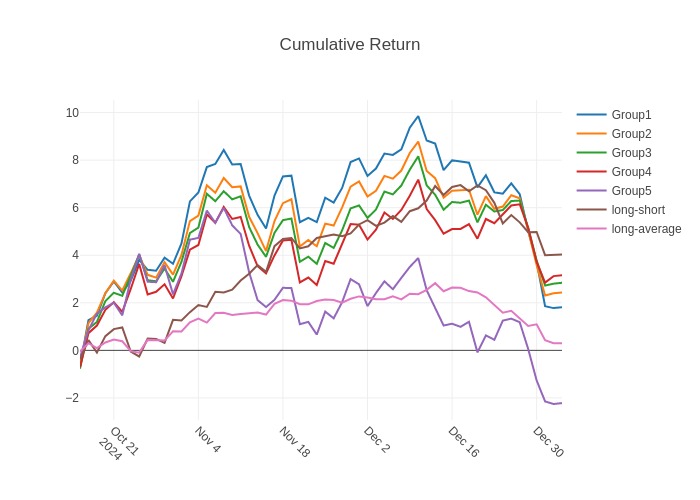 Cumulative Return
10
8
6
4
2
0
−2
Oct 21
2024
Nov 4
Nov 18
Dec 2
Dec 16
Dec 30
Group1
Group2
Group3
Group4
Group5
long-short
long-average